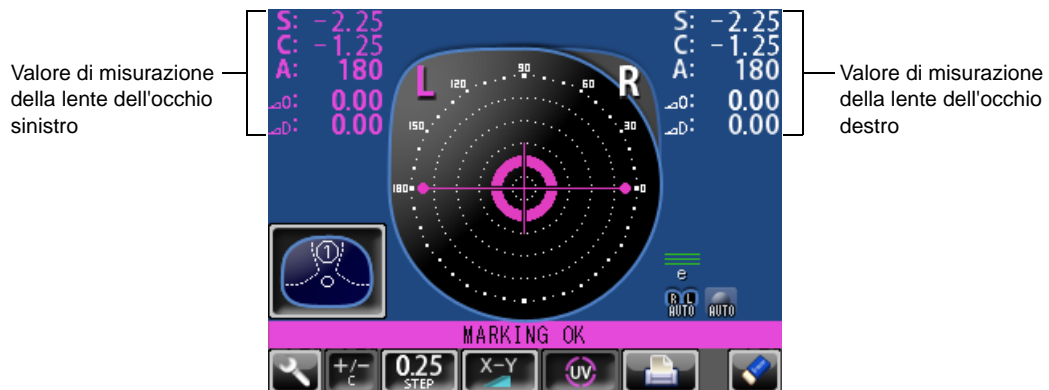 Valore di misurazione
della lente dell'occhio
sinistro
S: -2.25
C: -1.25
A: 180
⊿O: 0.00
⊿D: 0.00
L
R
S: -2.25
C: -1.25
A: 180
⊿O: 0.00
⊿D: 0.00
Valore di misurazione
della lente dell'occhio
destro
90
120
60
150
30
180
0
1
e
R L
AUTO
AUTO
MARKING OK
+/-
C
0.25
STEP
X-Y
UV